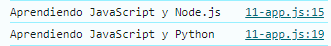 Aprendiendo JavaScript y Node.js 11-app.js:15
Aprendiendo JavaScript y Python 11-app.js:19